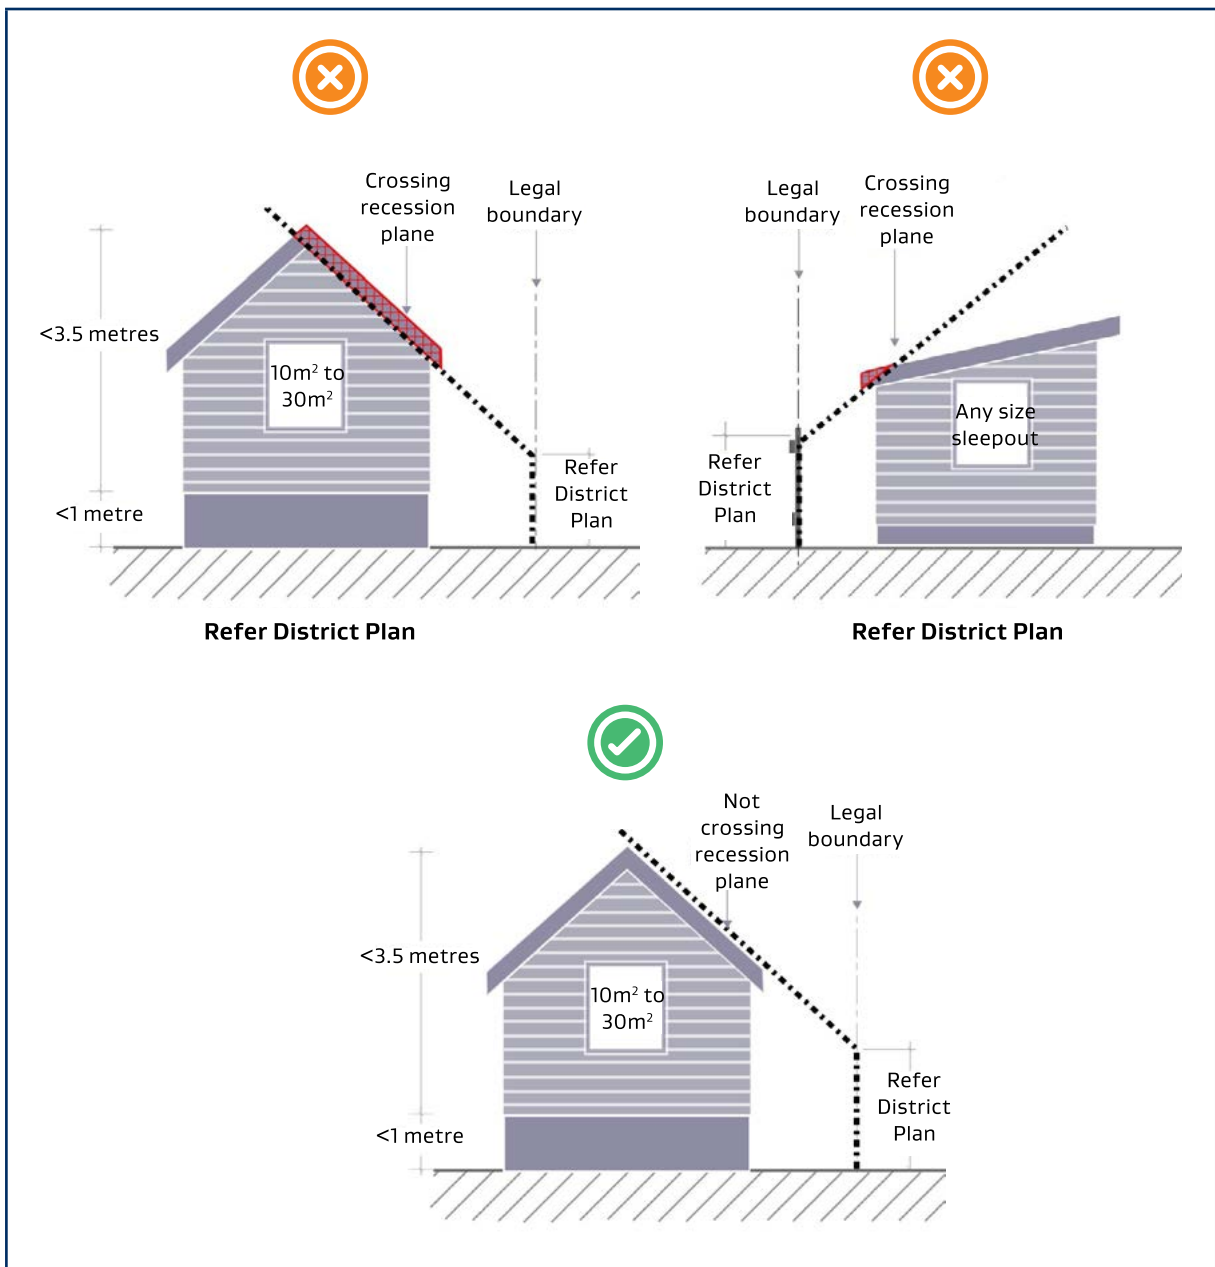 Crossing
recession
plane
Legal
boundary
<3.5 metres
10m² to
30m²
<1 metre
Refer
District
Plan
Refer District Plan
Legal
boundary
Crossing
recession
plane
Any size
sleepout
Refer
District
Plan
Refer District Plan
Not
crossing
recession
plane
Legal
boundary
<3.5 metres
10m² to
30m²
<1 metre
Refer
District
Plan